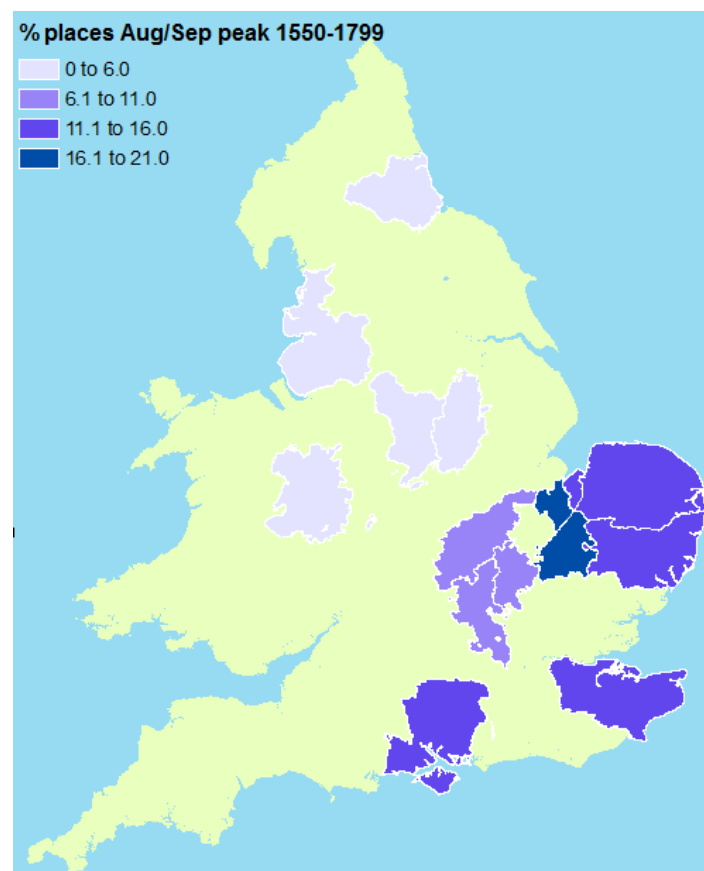 % places Aug/Sep peak 1550-1799
0 to 6.0
6.1 to 11.0
11.1 to 16.0
16.1 to 21.0